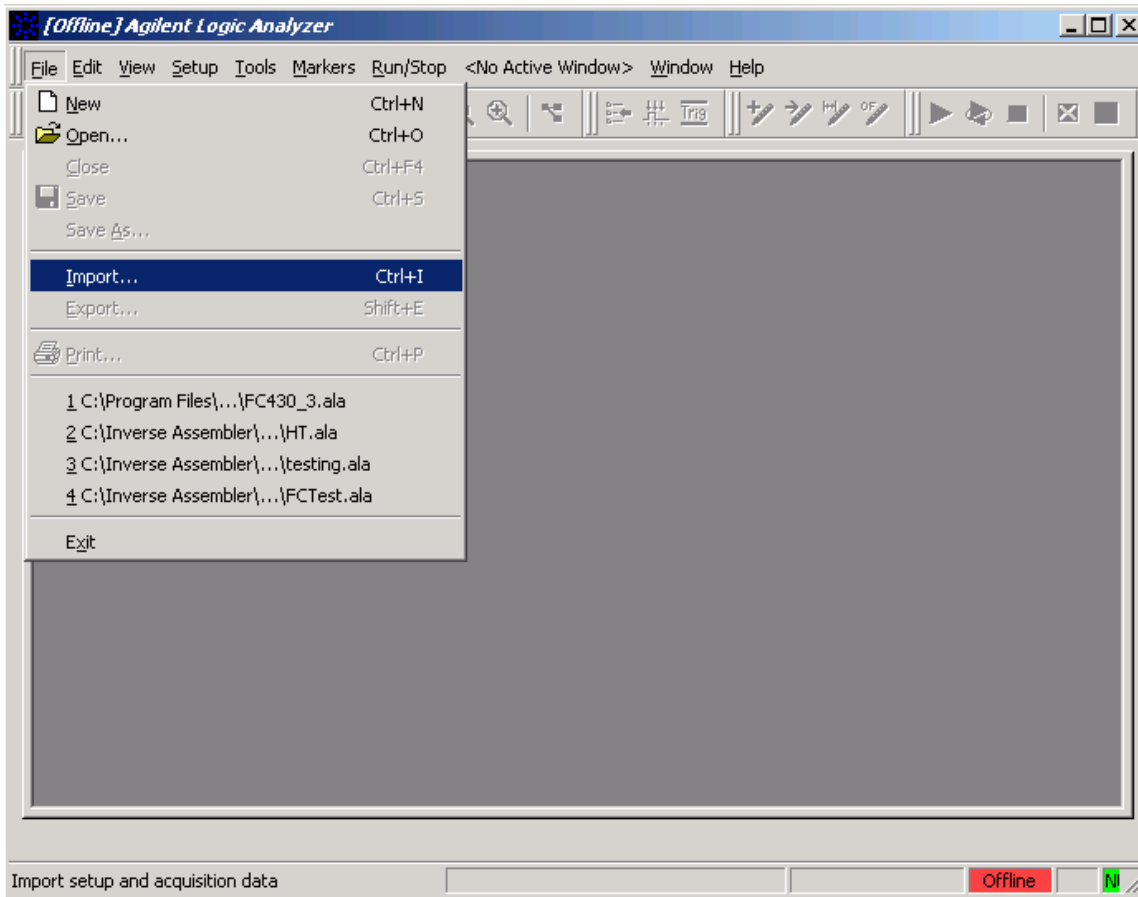 [Offline] Agilent Logic Analyzer
File Edit View Setup Tools Markers Run/Stop <No Active Window> Window Help
New Ctrl+N
Open... Ctrl+O
Close Ctrl+F4
Save Ctrl+S
Save As...
Import... Ctrl+I
Export... Shift+E
Print... Ctrl+P
1 C:\Program Files\...\FC430_3.ala
2 C:\Inverse Assembler\...\HT.ala
3 C:\Inverse Assembler\...\testing.ala
4 C:\Inverse Assembler\...\FCTest.ala
Exit
Trig
Import setup and acquisition data Offline